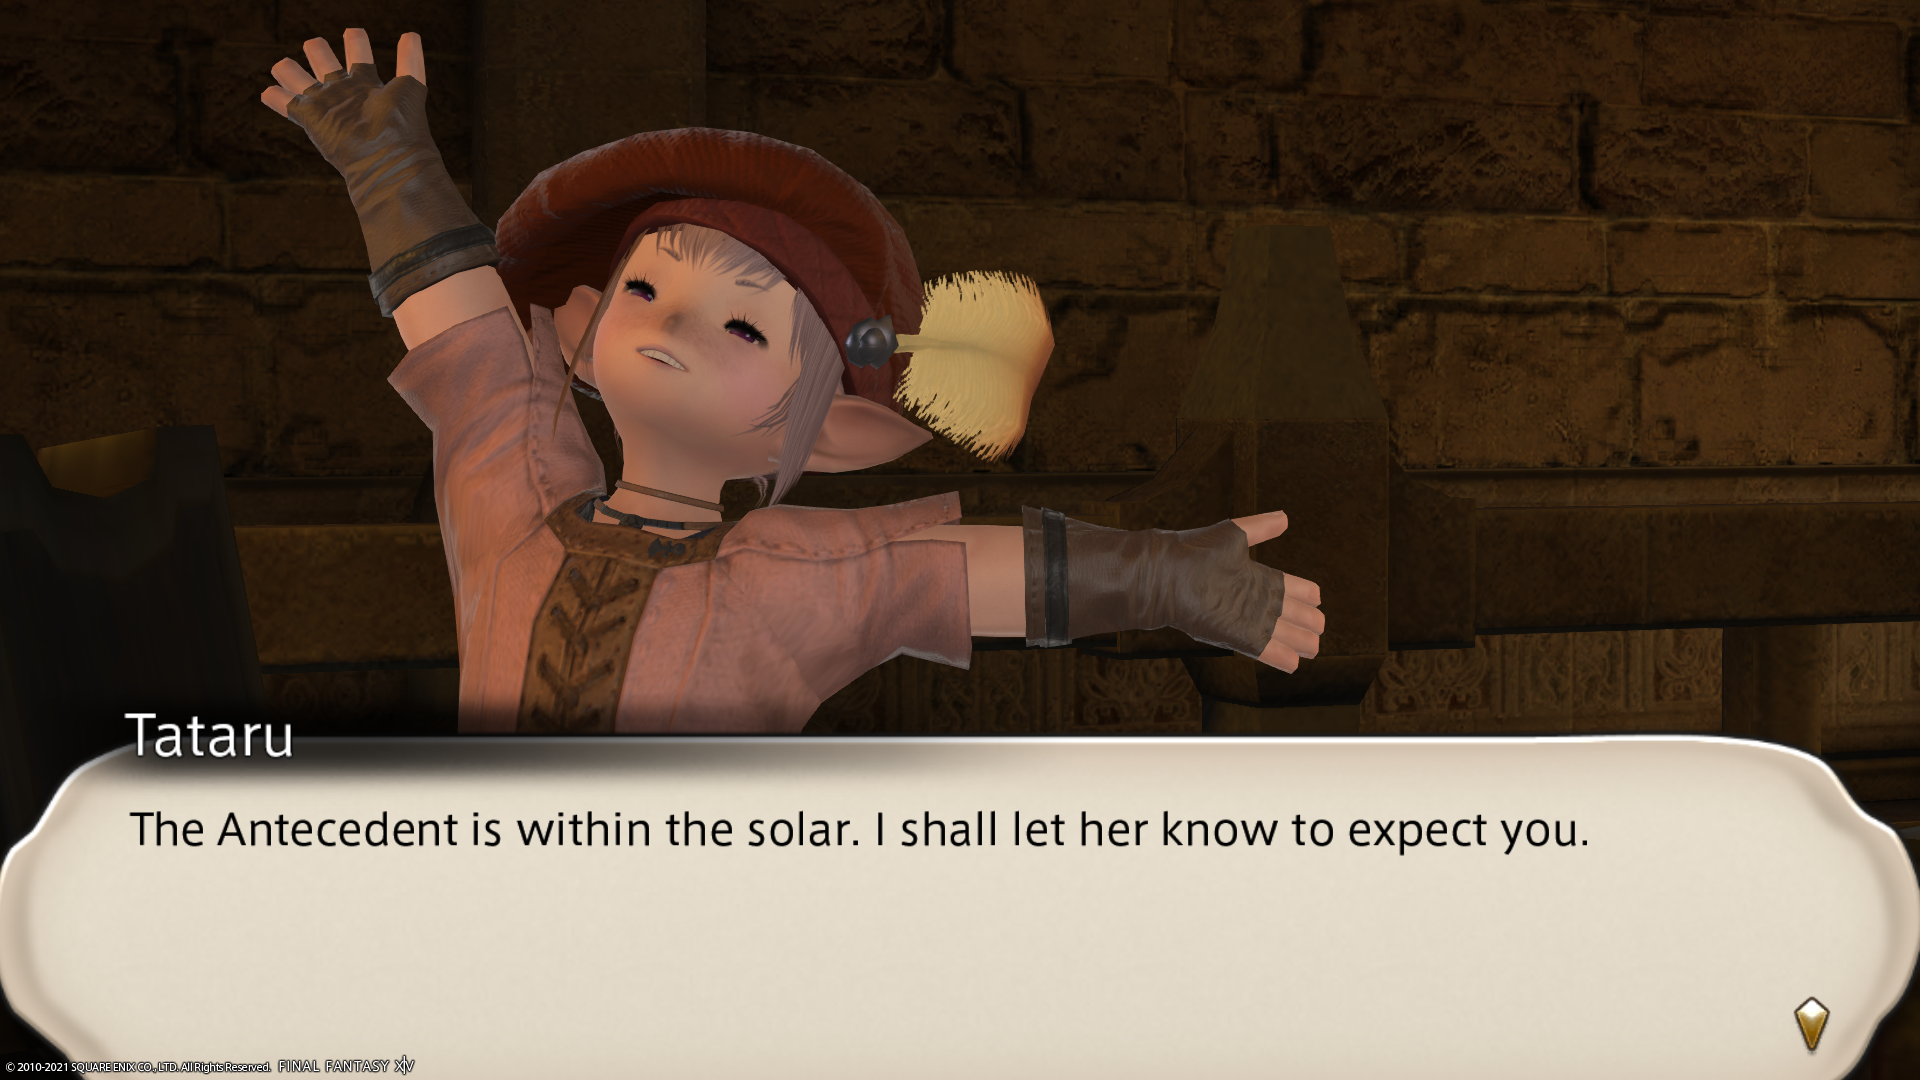 Tataru
The Antecedent is within the solar. I shall let her know to expect you.
© 2010-2021 SQUARE ENIX CO., LTD. All Rights Reserved. FINAL FANTASY XIV